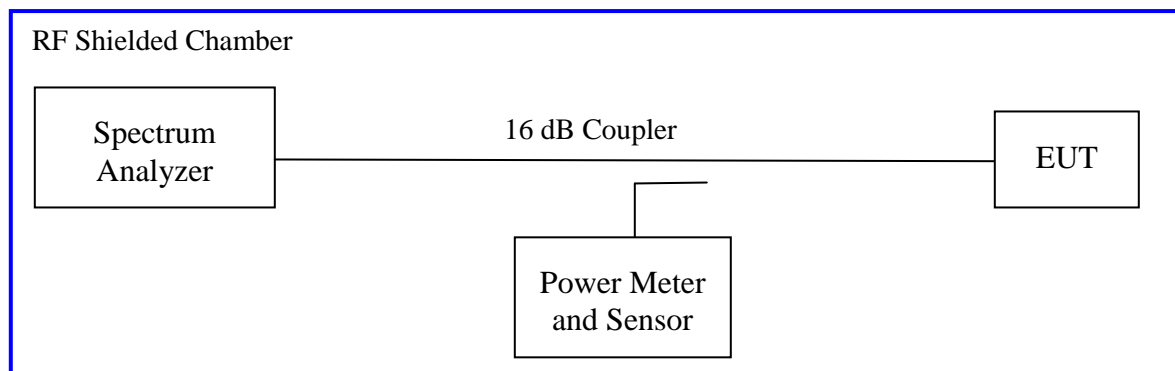 RF Shielded Chamber
Spectrum
Analyzer
16 dB Coupler
EUT
Power Meter
and Sensor